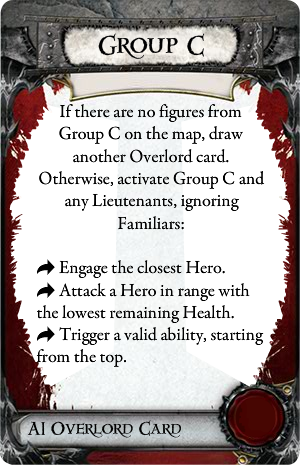 Group C
If there are no figures from
Group C on the map, draw
another Overlord card.
Otherwise, activate Group C and
any Lieutenants, ignoring
Familiars:
Engage the closest Hero.
Attack a Hero in range with
the lowest remaining Health.
Trigger a valid ability, starting
from the top.
AI Overlord Card